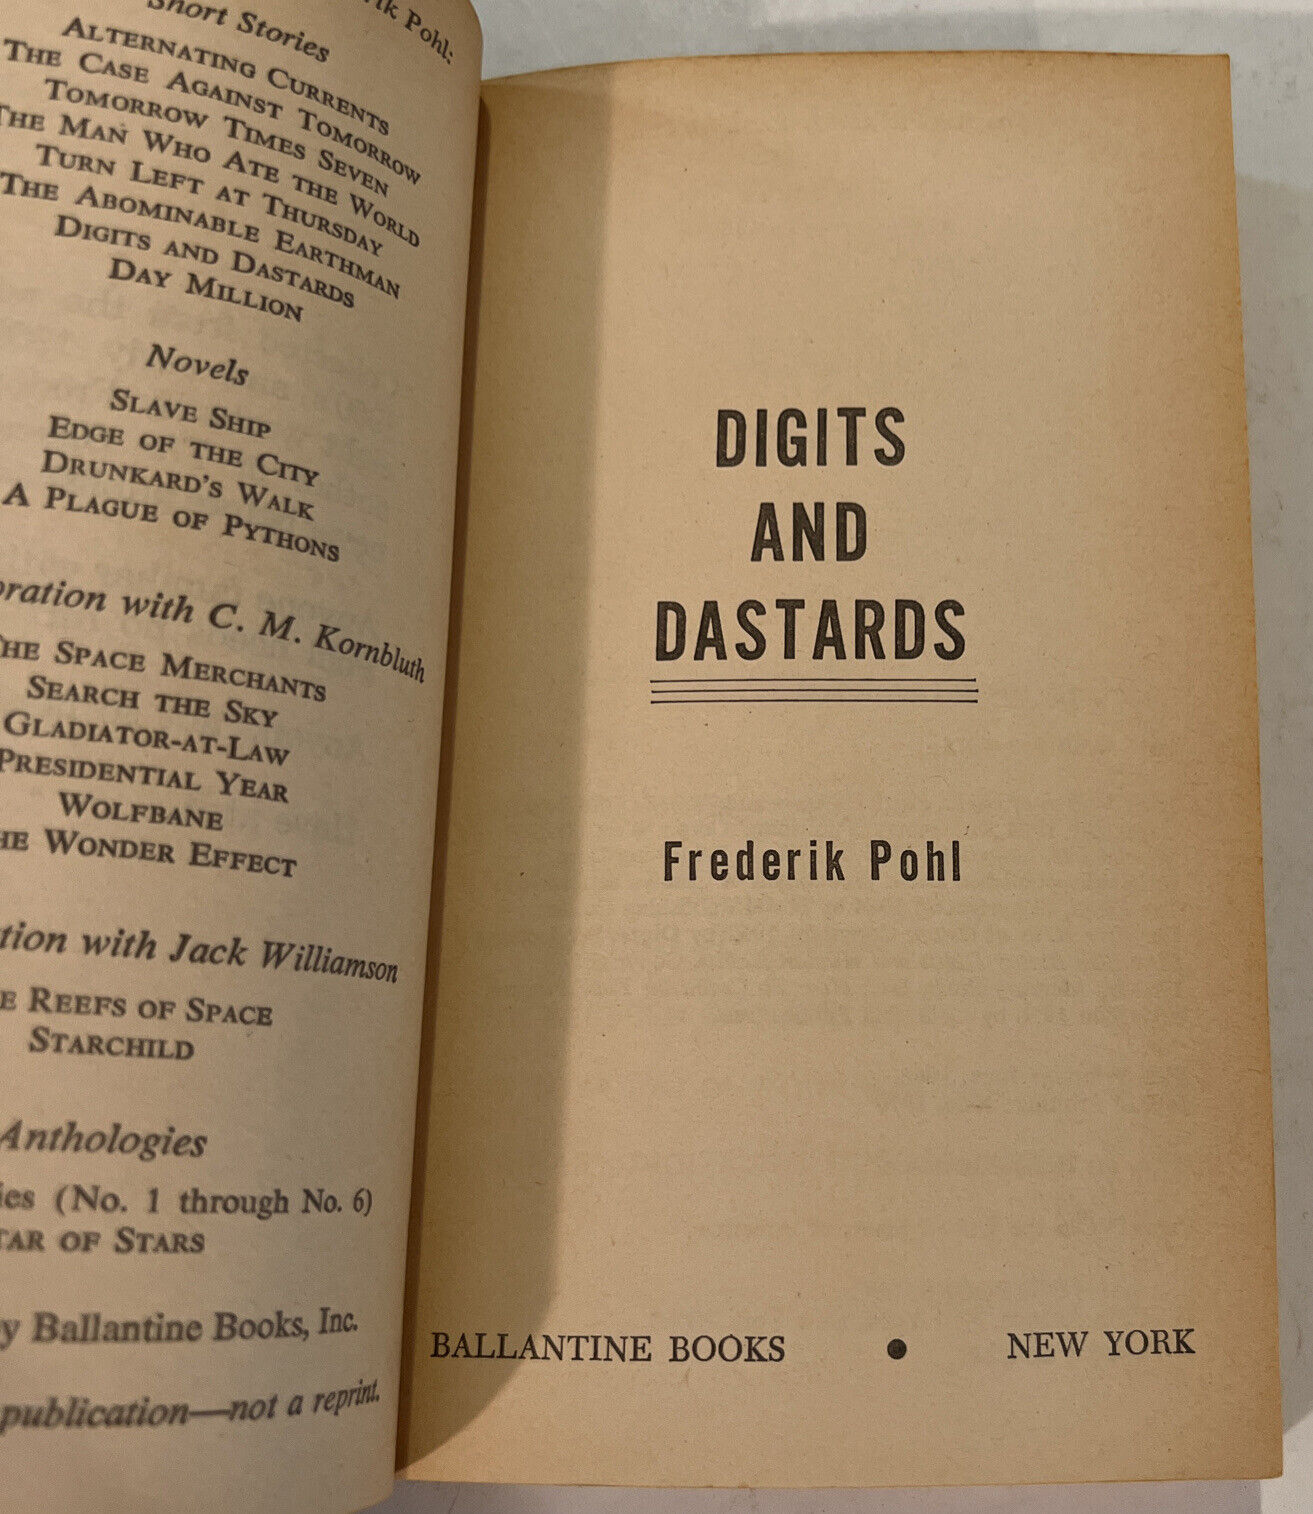 Pohl:
Short Stories
ALTERNATING CURRENTS
THE CASE AGAINST TOMORROW
TOMORROW TIMES SEVEN
THE MAN WHO ATE THE WORLD
TURN LEFT AT THURSDAY
THE ABOMINABLE EARTHMAN
DIGITS AND DASTARDS
DAY MILLION
Novels
SLAVE SHIP
EDGE OF THE CITY
DRUNKARD'S WALK
A PLAGUE OF PYTHONS
with C. M. Kornbluth
THE SPACE MERCHANTS
SEARCH THE SKY
GLADIATOR-AT-LAW
PRESIDENTIAL YEAR
WOLFBANE
WONDER EFFECT
with Jack Williamson
REEFS OF SPACE
STARCHILD
Anthologies
(No. 1 through No. 6)
OF STARS
Ballantine Books, Inc.
publication—not a reprint.
DIGITS
AND
DASTARDS
Frederik Pohl
BALLANTINE BOOKS • NEW YORK